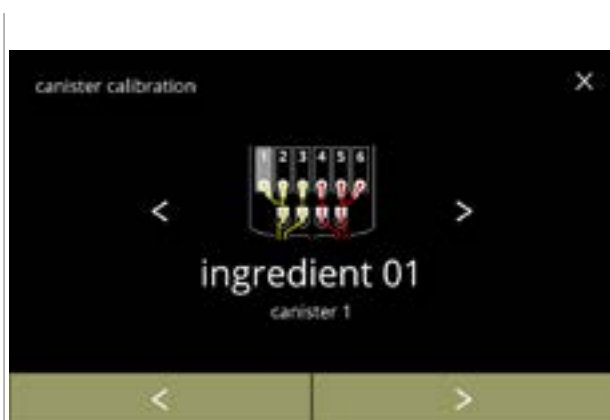 canister calibration X
1 2 3 4 5 6
< >
ingredient 01
canister 1
< >